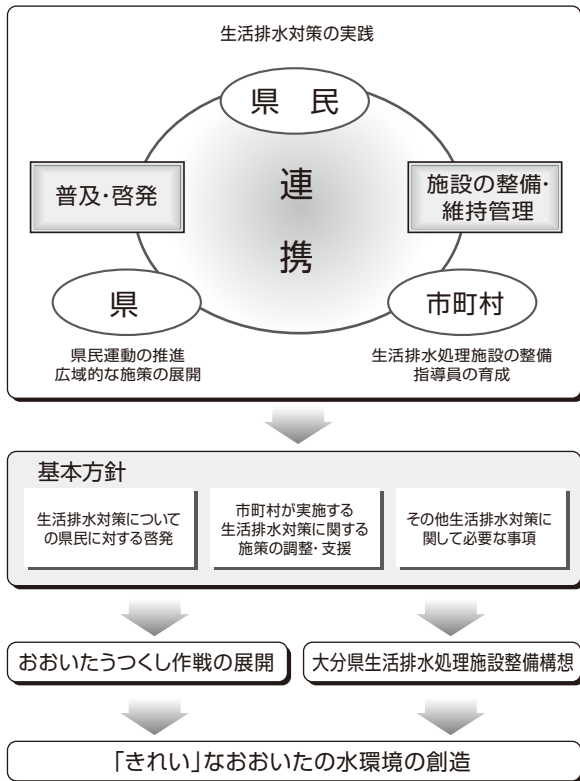 生活排水対策の実践
県　民
普及・啓発
連
携
施設の整備・
維持管理
県
市町村
県民運動の推進
広域的な施策の展開
生活排水処理施設の整備
指導員の育成
基本方針
生活排水対策について
の県民に対する啓発
市町村が実施する
生活排水対策に関する
施策の調整・支援
その他生活排水対策に
関して必要な事項
おおいたうつくし作戦の展開
大分県生活排水処理施設整備構想
「きれい」なおおいたの水環境の創造